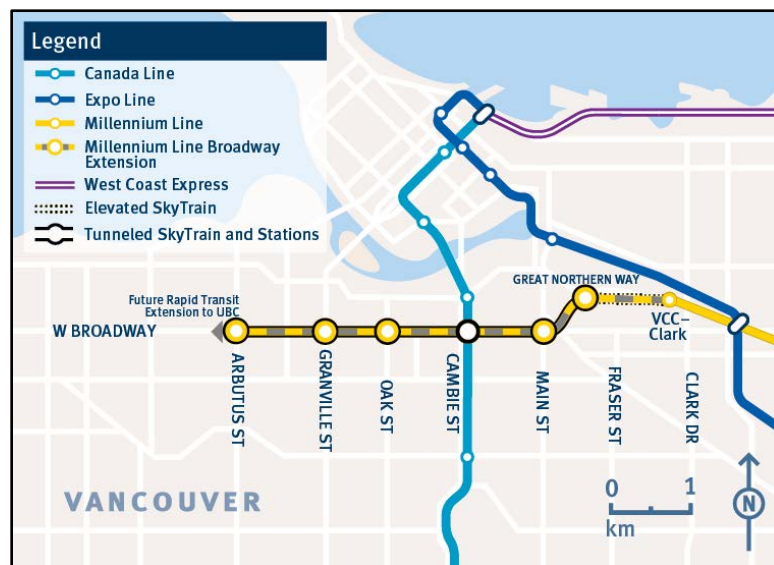 Legend
Canada Line
Expo Line
Millennium Line
Millennium Line Broadway
Extension
West Coast Express
Elevated SkyTrain
Tunneled SkyTrain and Stations
GREAT NORTHERN WAY
Future Rapid Transit
Extension to UBC
W BROADWAY
VCC–
Clark
ARBUTUS ST
GRANVILLE ST
OAK ST
CAMBIE ST
MAIN ST
FRASER ST
CLARK DR
VANCOUVER
0 1
km
N